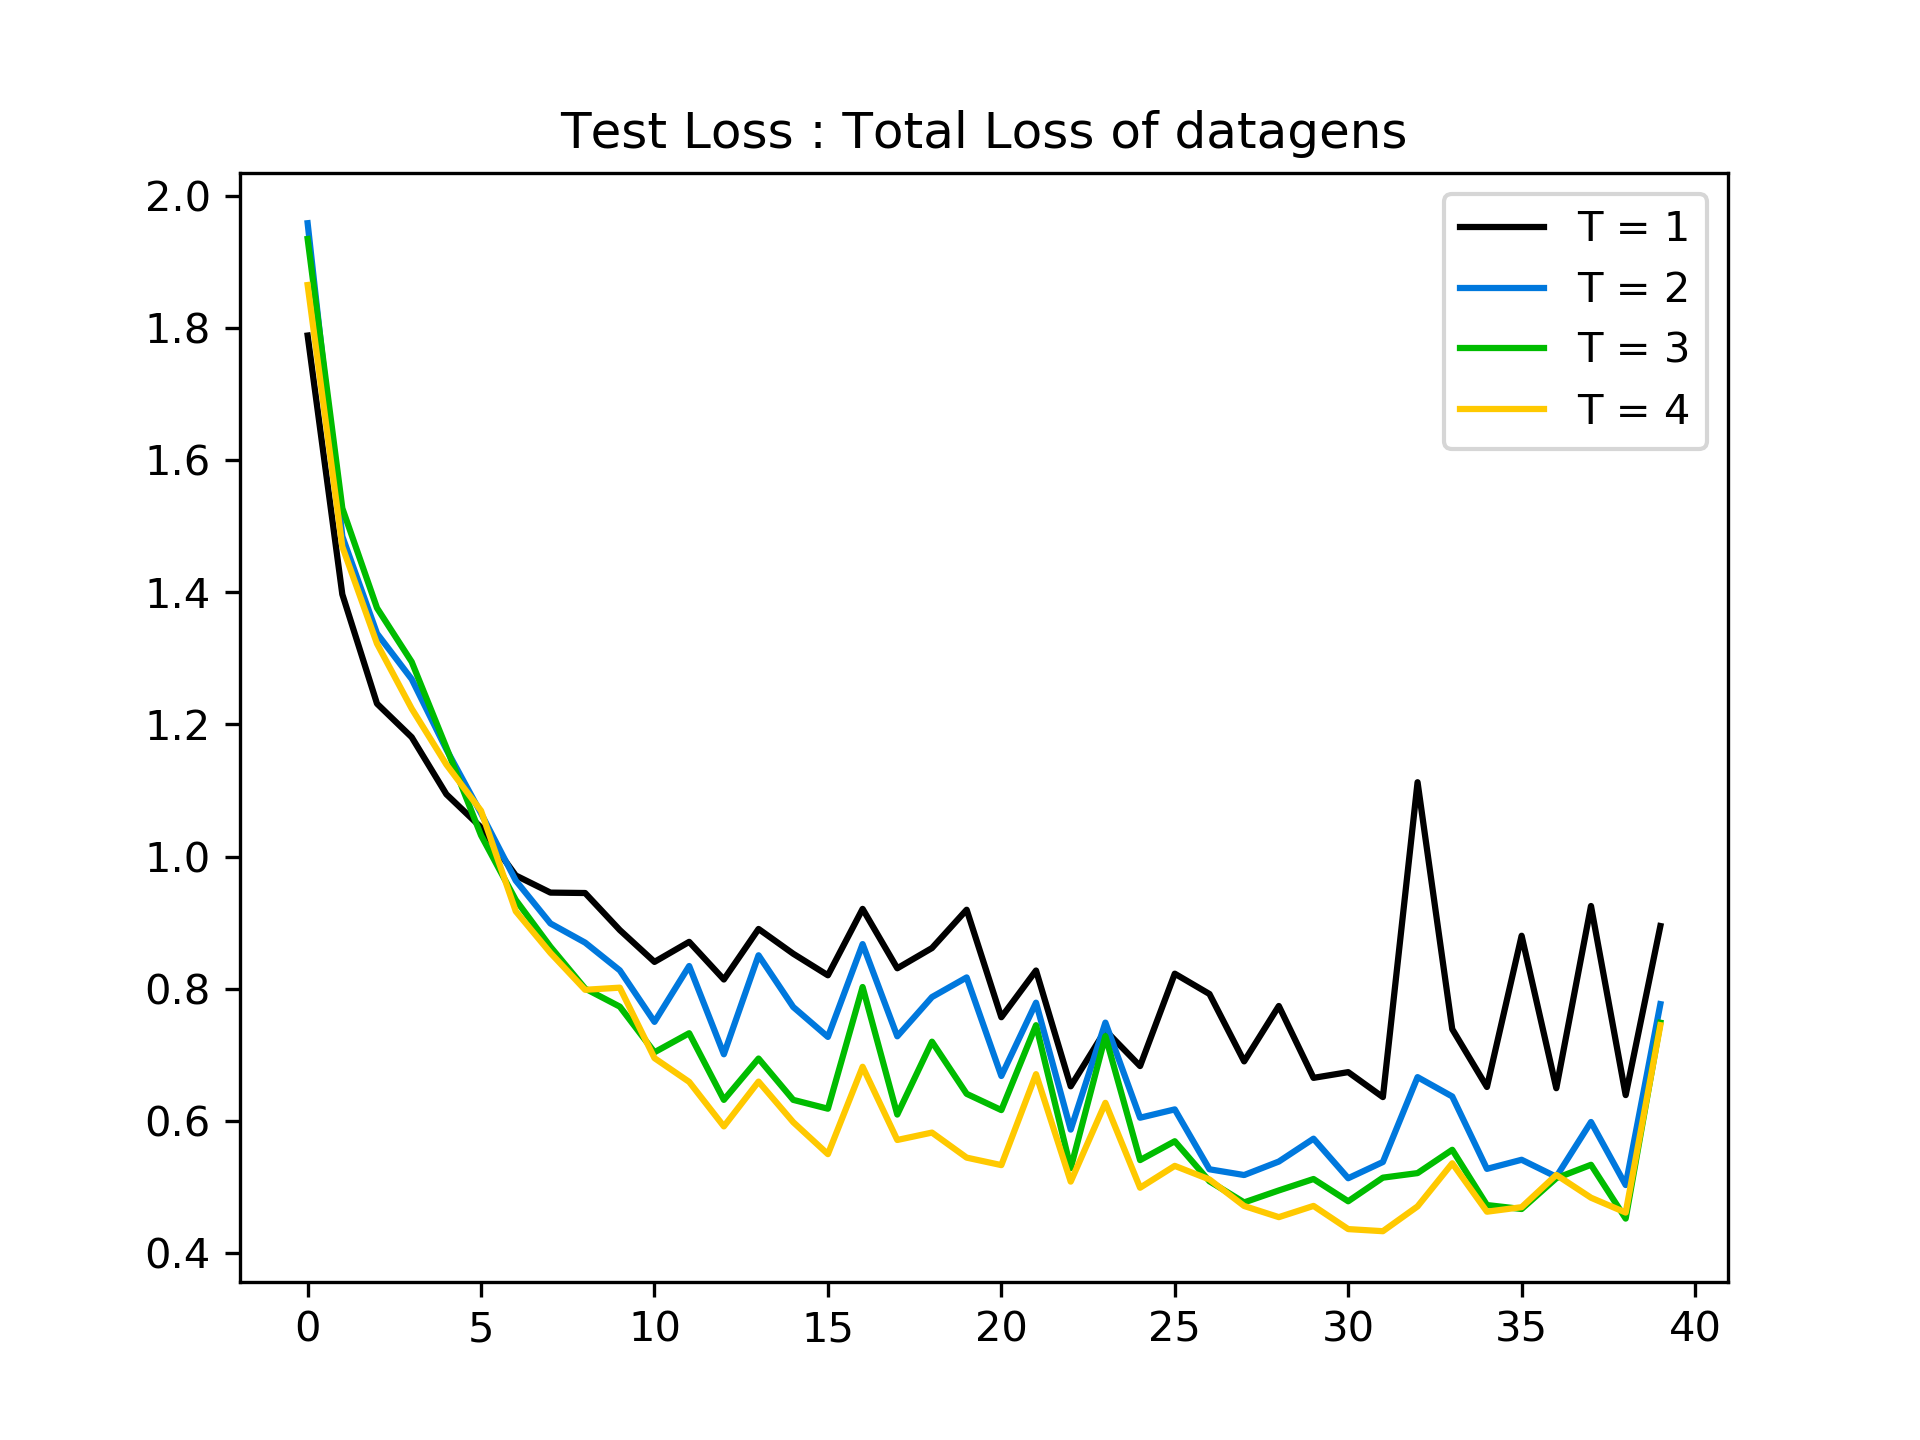 Test Loss : Total Loss of datagens
2.0
1.8
1.6
1.4
1.2
1.0
0.8
0.6
0.4
T = 1
T = 2
T = 3
T = 4
0 5 10 15 20 25 30 35 40